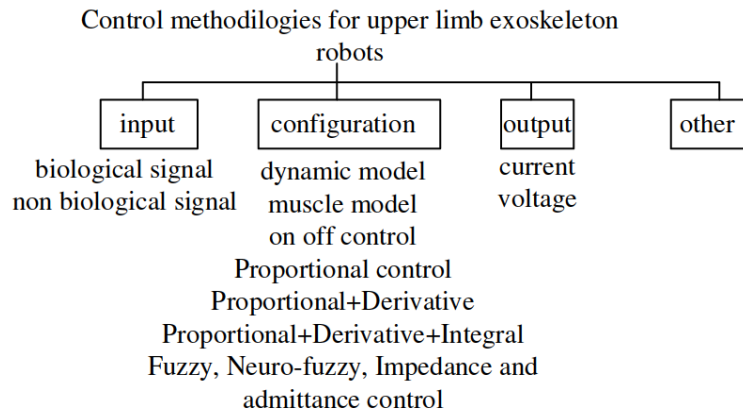 Control methodilogies for upper limb exoskeleton
robots
input
configuration
output
other
biological signal
non biological signal
dynamic model
muscle model
on off control
Proportional control
Proportional+Derivative
Proportional+Derivative+Integral
Fuzzy, Neuro-fuzzy, Impedance and
admittance control
current
voltage